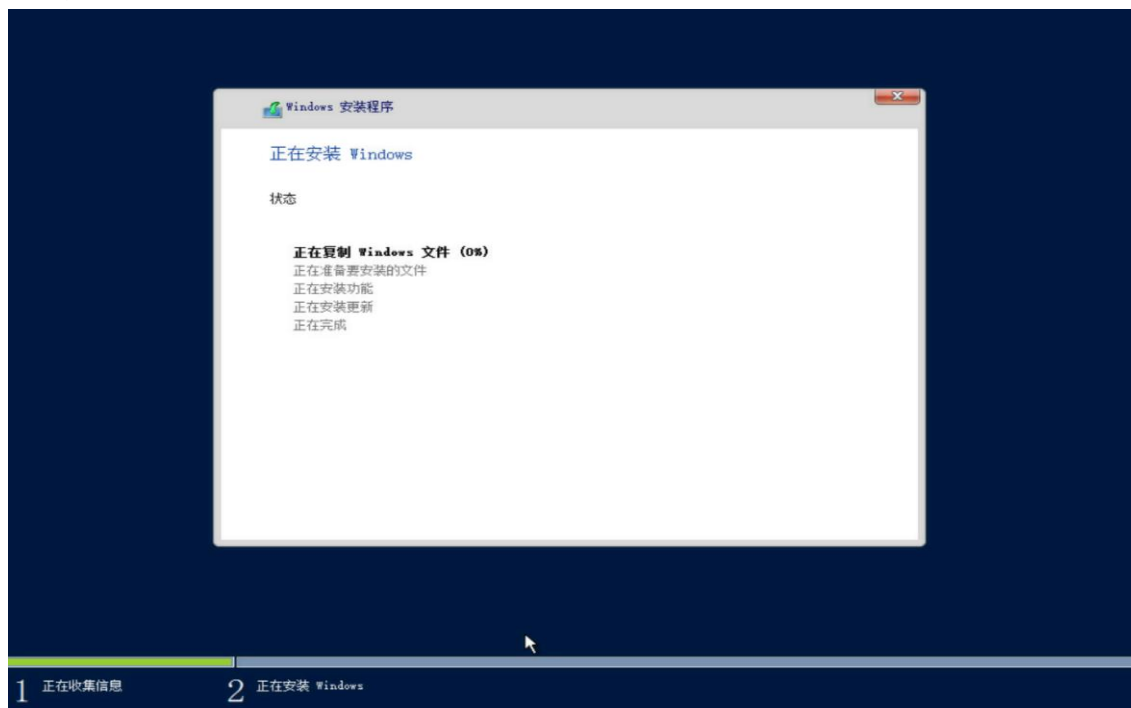 Windows 安装程序
正在安装 Windows
状态
正在复制 Windows 文件 (0%)
正在准备要安装的文件
正在安装功能
正在安装更新
正在完成
1 正在收集信息
2 正在安装 Windows